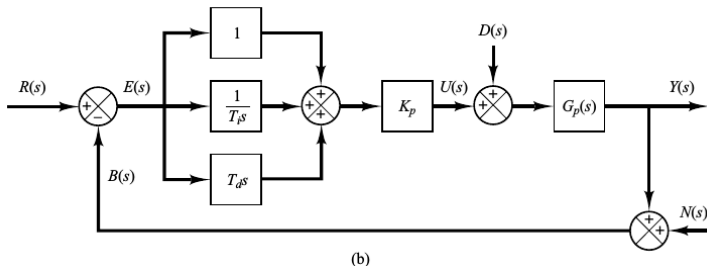 1
D(s)
R(s)
+
−
E(s)
1
T_i s
+
+
+
K_p
U(s)
+
+
G_p(s)
Y(s)
T_d s
B(s)
+
+
N(s)
(b)